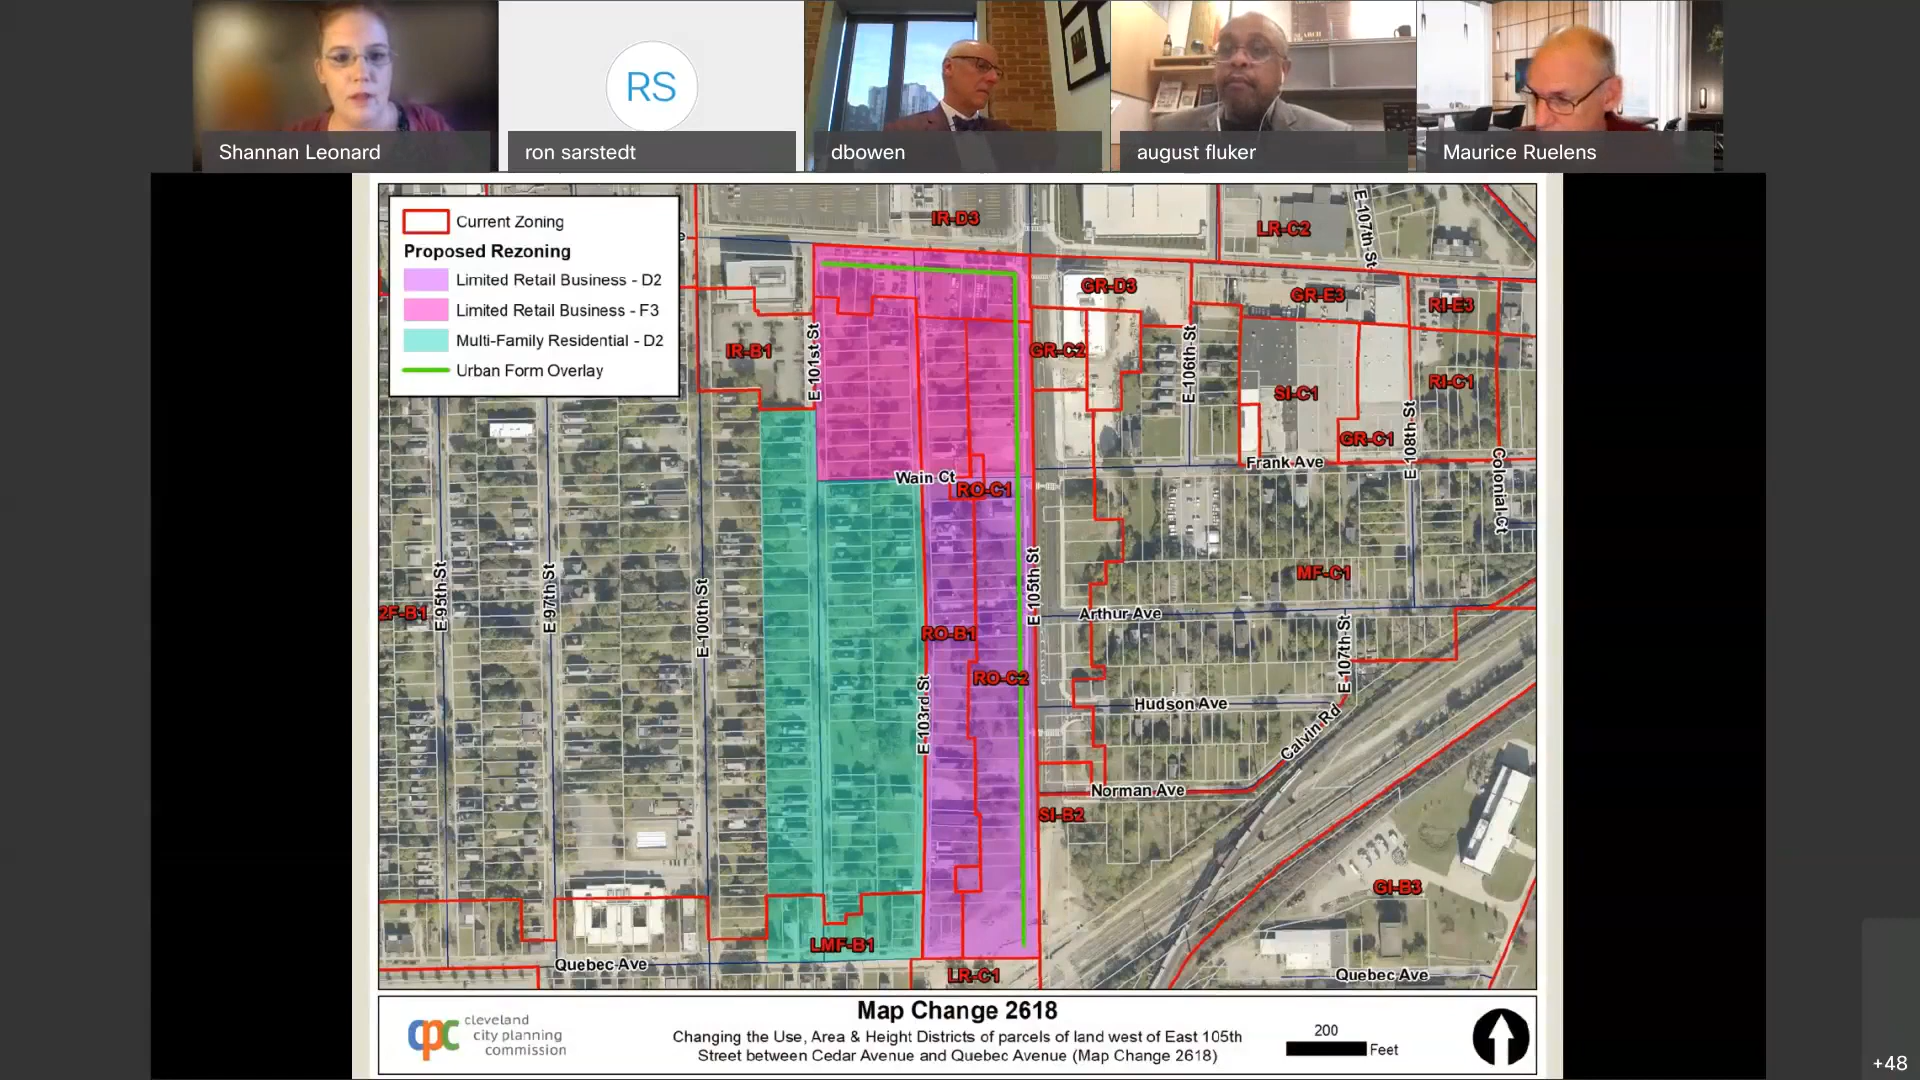 RS
Shannan Leonard
ron sarstedt
dbowen
august fluker
Maurice Ruelens
Current Zoning
Proposed Rezoning
Limited Retail Business - D2
Limited Retail Business - F3
Multi-Family Residential - D2
Urban Form Overlay
IR-D3
LR-C2
E 107th St
GR-D3
GR-E3
RI-E3
IR-B1
E 101st St
GR-C2
E 106th St
SI-C1
RI-C1
GR-C1
E 108th St
Frank Ave
Colonial Ct
Wain Ct
RO-C1
E 95th St
E 97th St
E 100th St
E 105th St
MF-C1
2F-B1
Arthur Ave
RO-B1
RO-C2
E 107th St
E 103rd St
Hudson Ave
Calvin Rd
Norman Ave
SI-B2
GI-B3
LMF-B1
Quebec Ave
LR-C1
Quebec Ave
Map Change 2618
cpc
cleveland
city planning
commission
Changing the Use, Area & Height Districts of parcels of land west of East 105th
Street between Cedar Avenue and Quebec Avenue (Map Change 2618)
200
Feet
+48